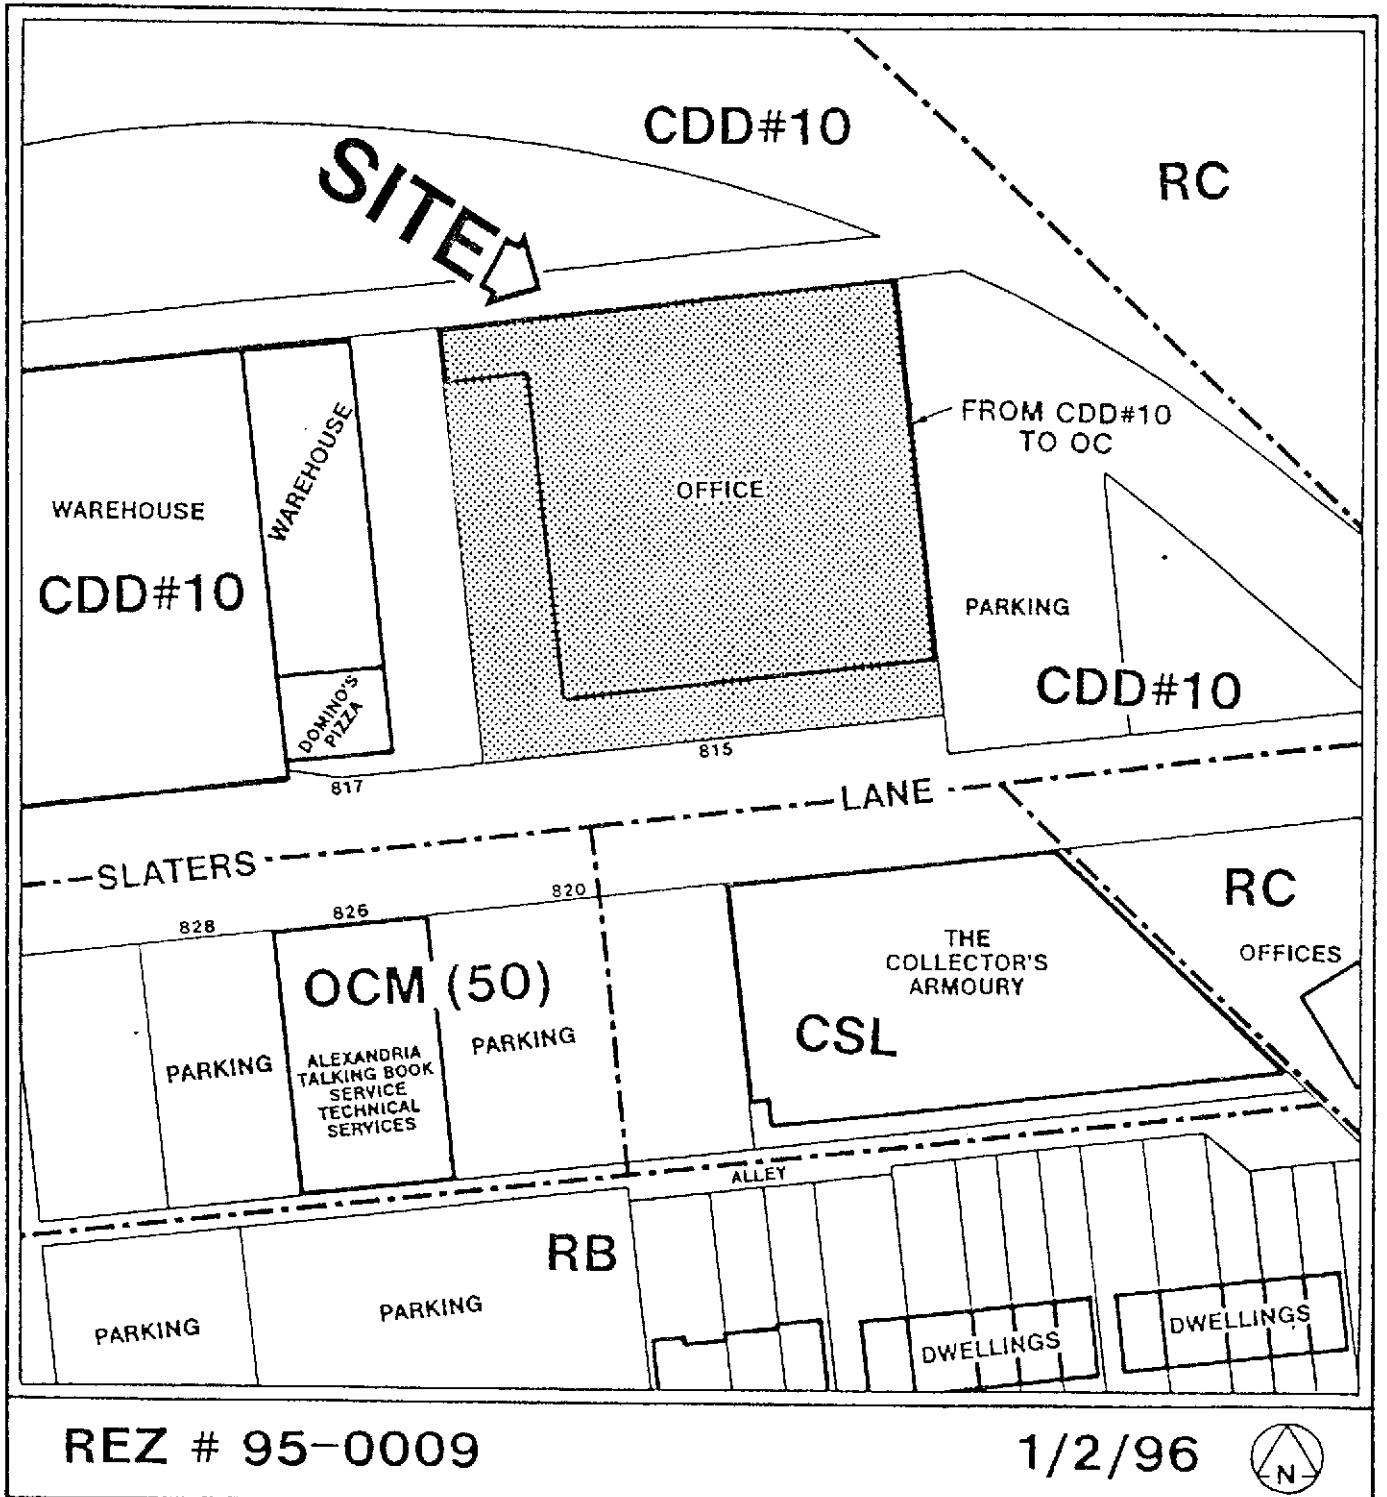 CDD#10
RC
SITE
FROM CDD#10
TO OC
WAREHOUSE
WAREHOUSE
OFFICE
CDD#10
PARKING
CDD#10
DOMINO'S
PIZZA
815
817
SLATERS LANE
820
826
828
RC
OFFICES
THE
COLLECTOR'S
ARMOURY
OCM (50)
CSL
PARKING
PARKING
ALEXANDRIA
TALKING BOOK
SERVICE
TECHNICAL
SERVICES
ALLEY
RB
PARKING
PARKING
DWELLINGS
DWELLINGS
REZ # 95-0009
1/2/96
N